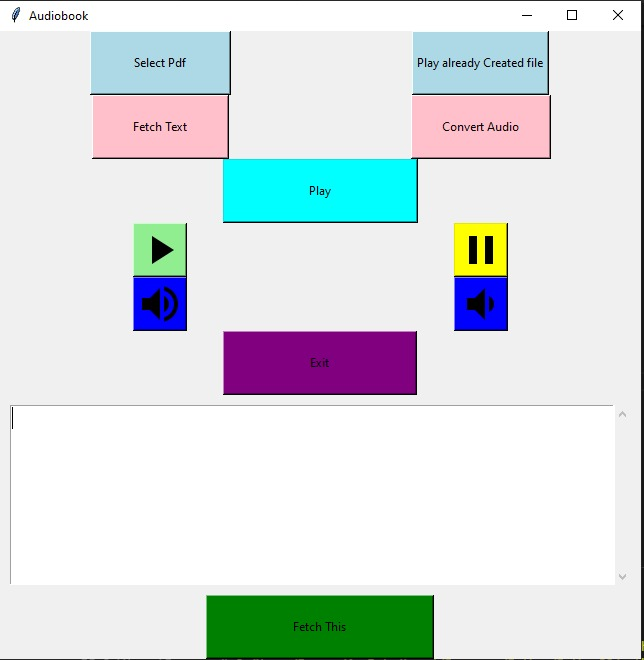 Audiobook
Select Pdf
Play already Created file
Fetch Text
Convert Audio
Play
Exit
Fetch This